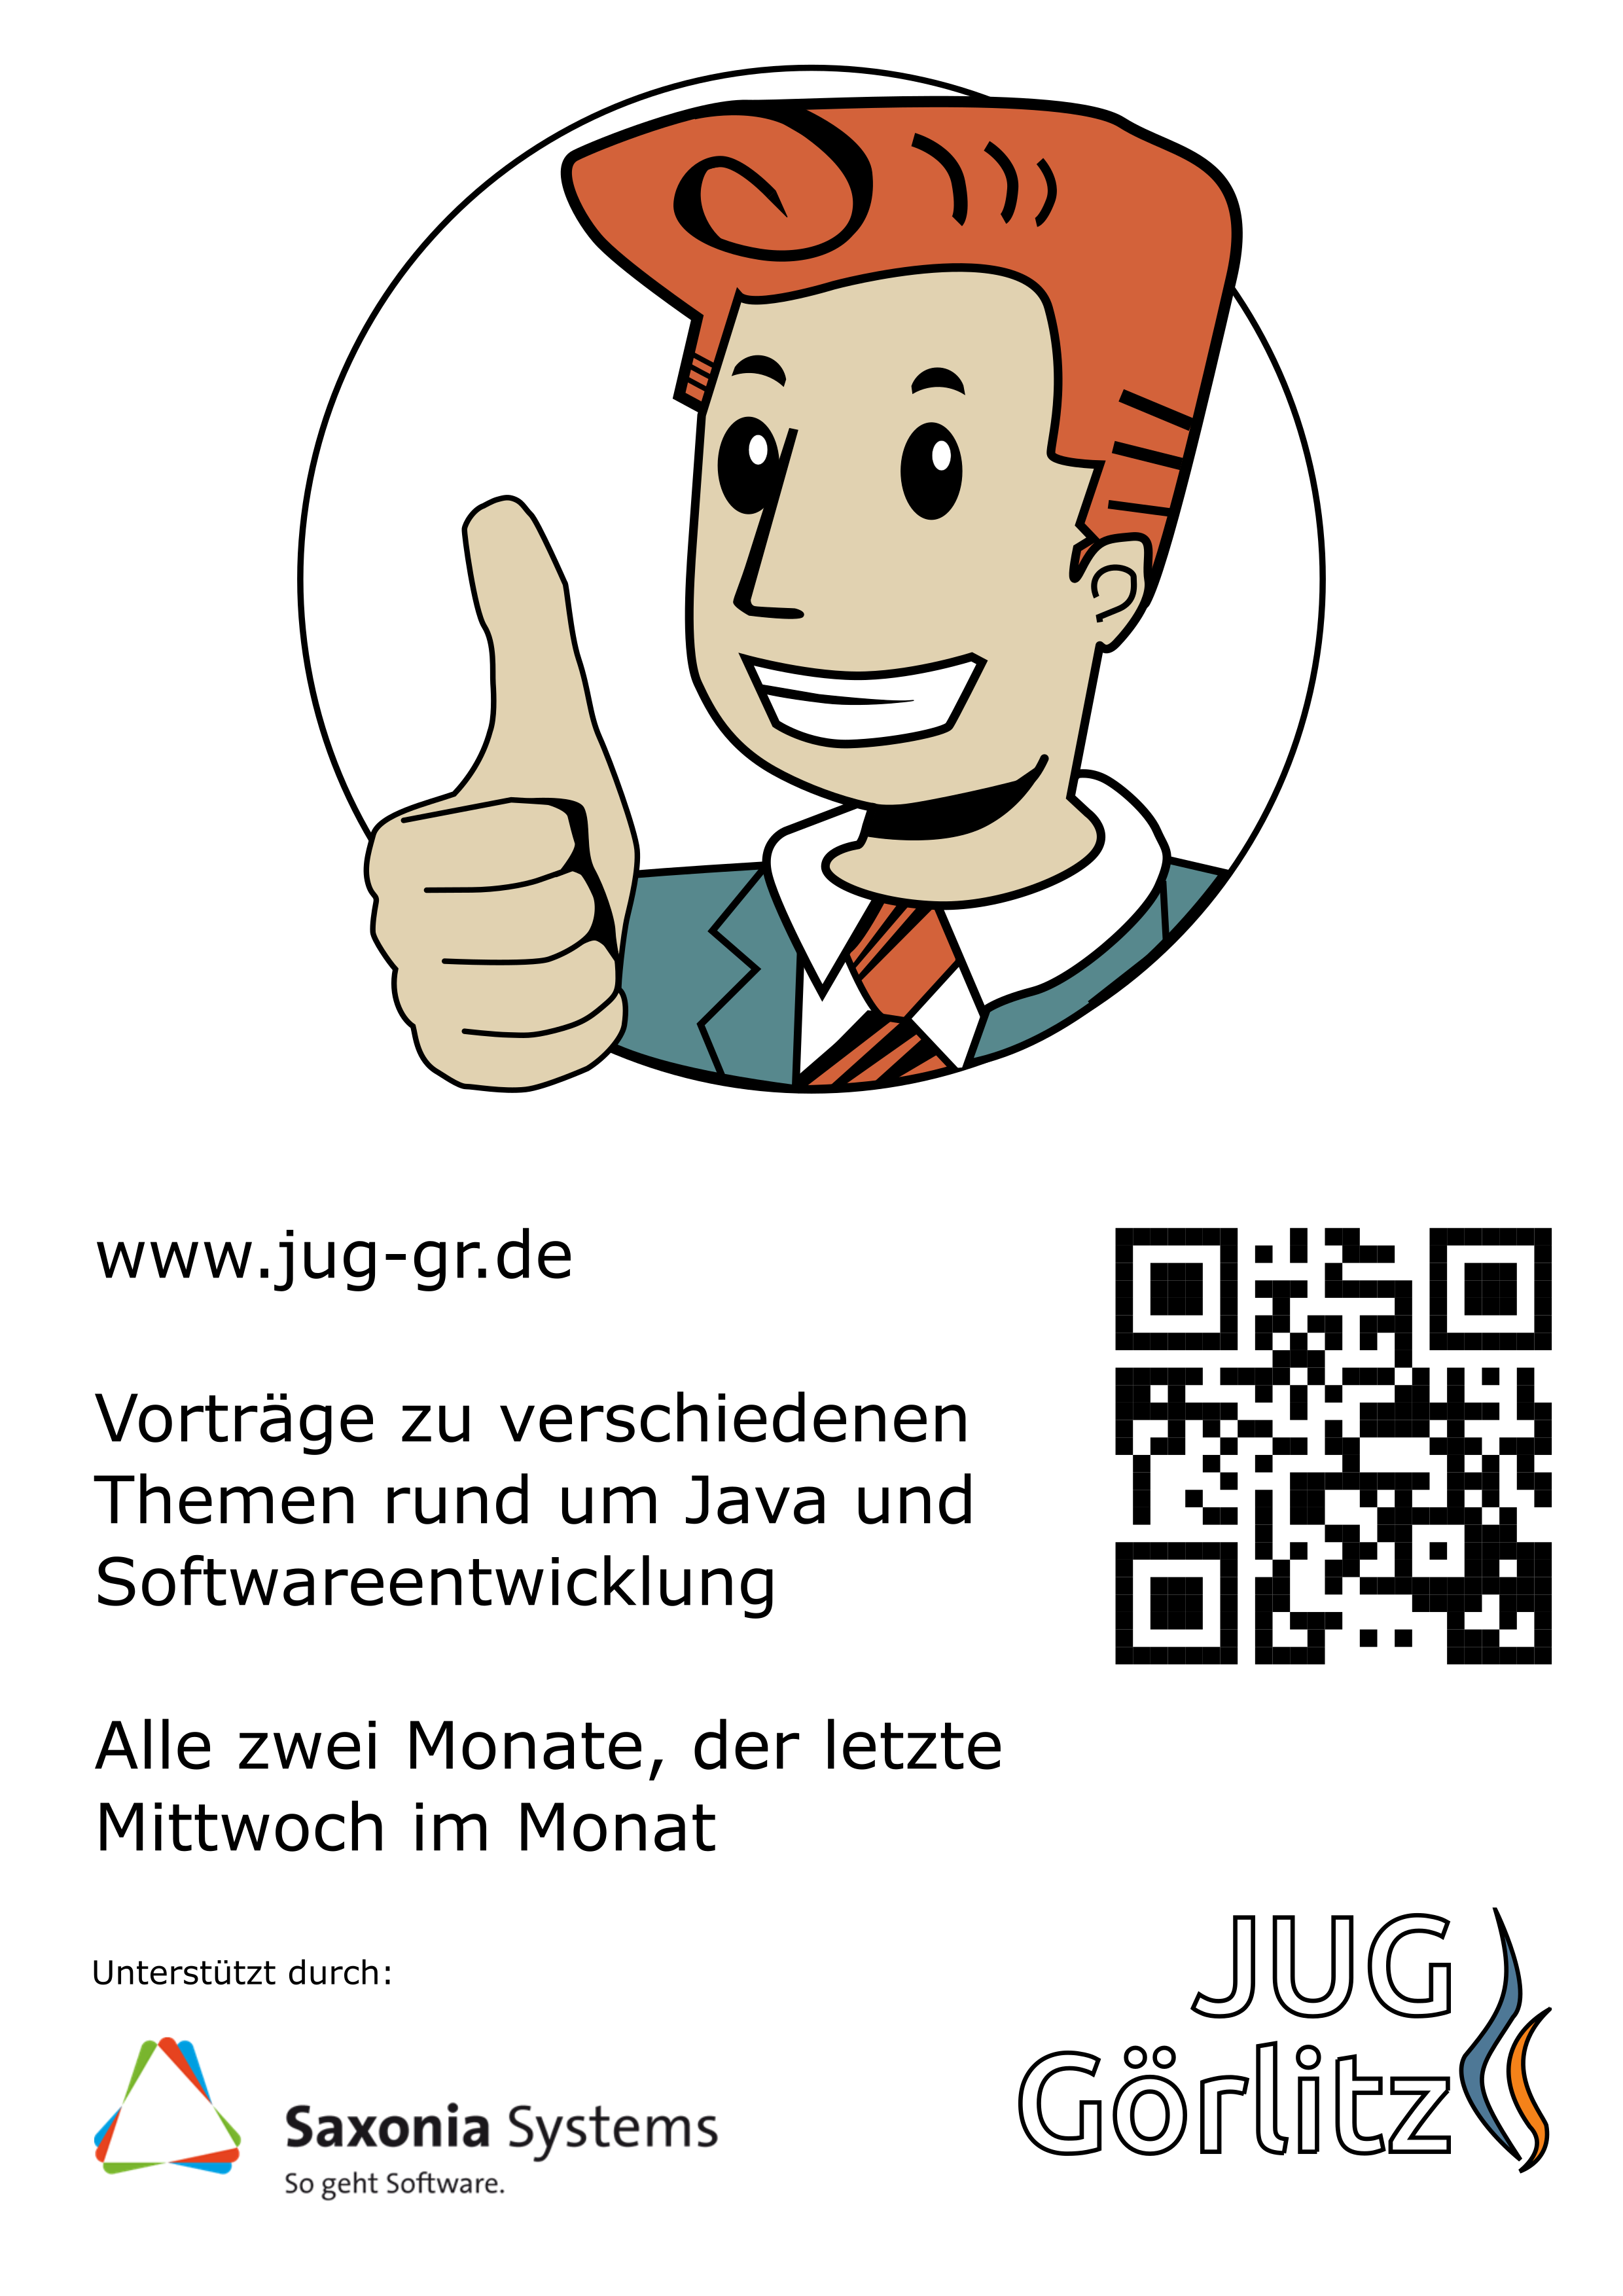 www.jug-gr.de
Vorträge zu verschiedenen
Themen rund um Java und
Softwareentwicklung
Alle zwei Monate, der letzte
Mittwoch im Monat
Unterstützt durch:
Saxonia Systems
So geht Software.
JUG
Görlitz